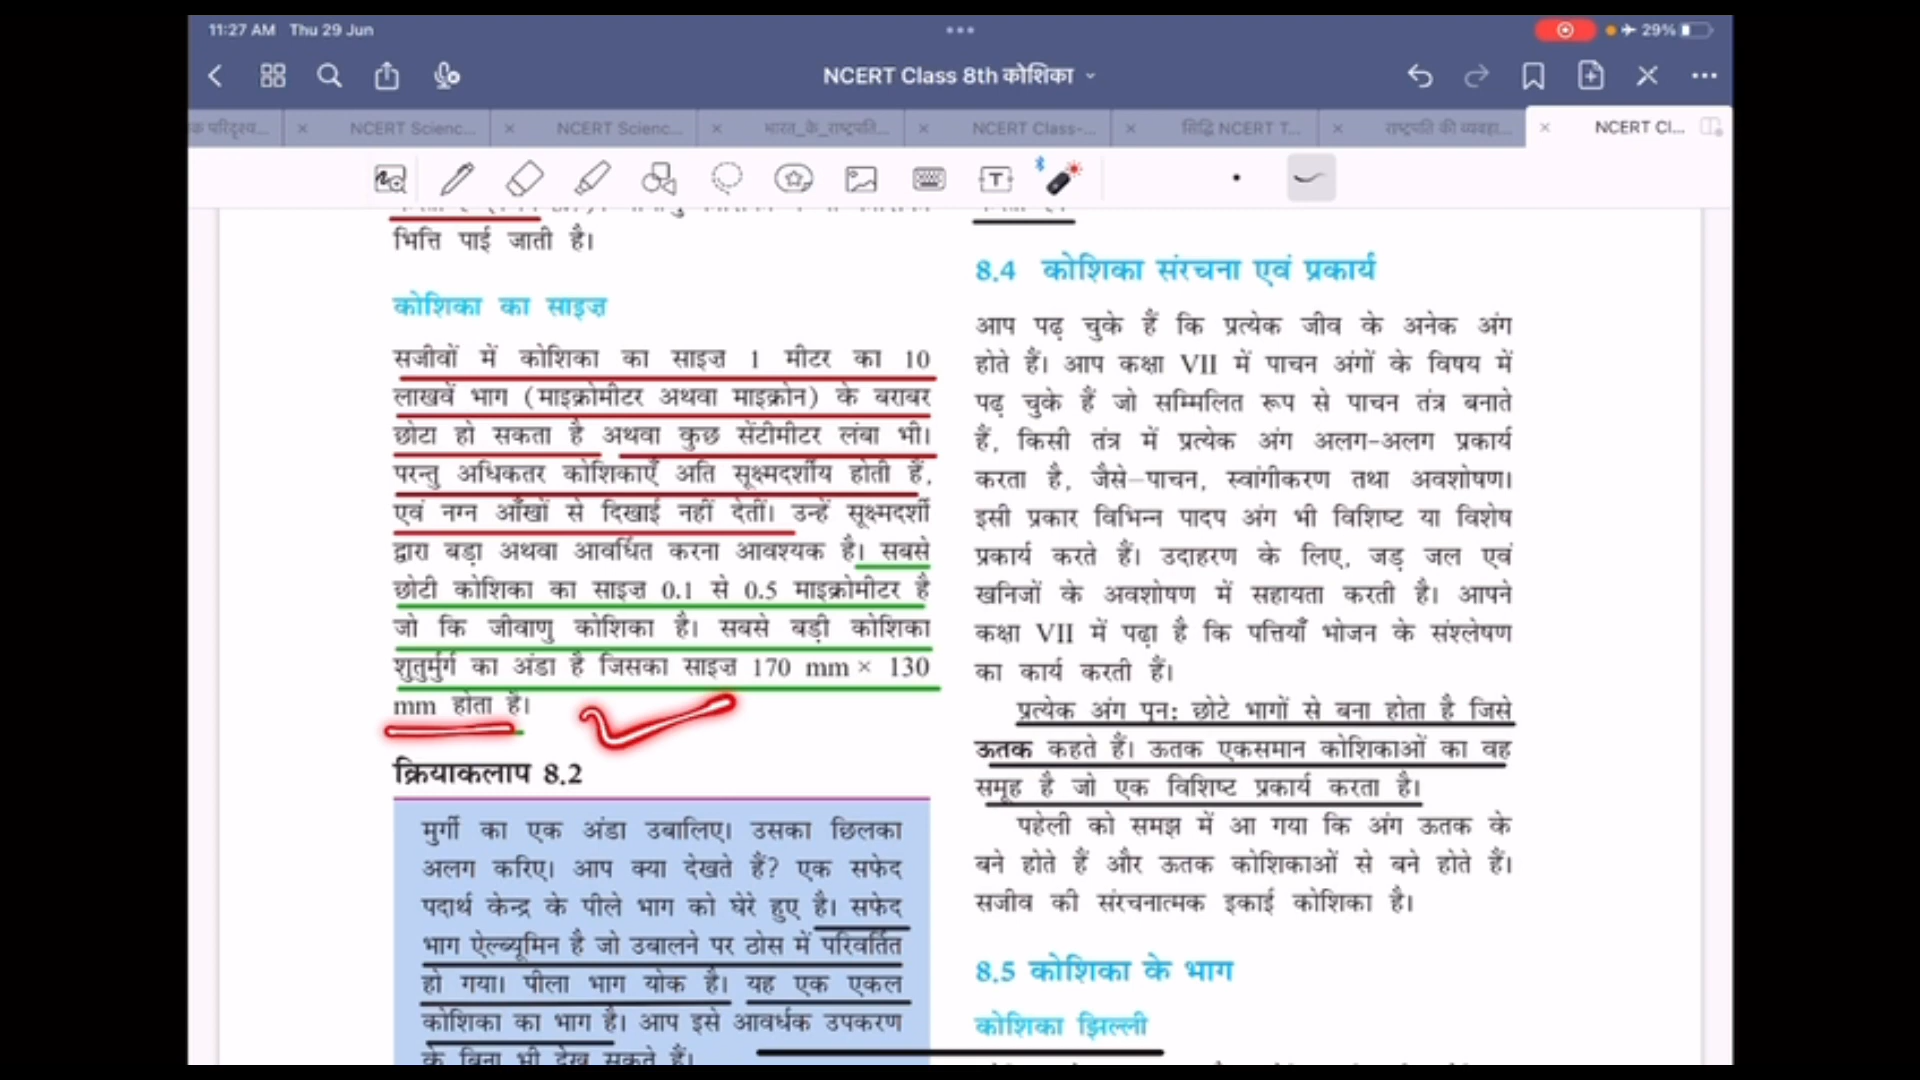 11:27 AM Thu 29 Jun
29%
NCERT Class 8th कोशिका
क परिदृश्य...
NCERT Scienc...
NCERT Scienc...
भारत_के_राष्ट्रपति...
NCERT Class-...
सिद्धि NCERT T...
राष्ट्रपति की व्यवहा...
NCERT Cl...
भित्ति पाई जाती है।
कोशिका का साइज़
सजीवों में कोशिका का साइज़ 1 मीटर का 10
लाखवें भाग (माइक्रोमीटर अथवा माइक्रोन) के बराबर
छोटा हो सकता है अथवा कुछ सेंटीमीटर लंबा भी।
परन्तु अधिकतर कोशिकाएँ अति सूक्ष्मदर्शीय होती हैं,
एवं नग्न आँखों से दिखाई नहीं देतीं। उन्हें सूक्ष्मदर्शी
द्वारा बड़ा अथवा आवर्धित करना आवश्यक है। सबसे
छोटी कोशिका का साइज़ 0.1 से 0.5 माइक्रोमीटर है
जो कि जीवाणु कोशिका है। सबसे बड़ी कोशिका
शुतुर्मुर्ग का अंडा है जिसका साइज़ 170 mm × 130
mm होता है।
क्रियाकलाप 8.2
मुर्गी का एक अंडा उबालिए। उसका छिलका
अलग करिए। आप क्या देखते हैं? एक सफेद
पदार्थ केन्द्र के पीले भाग को घेरे हुए है। सफेद
भाग ऐल्ब्यूमिन है जो उबालने पर ठोस में परिवर्तित
हो गया। पीला भाग योक है। यह एक एकल
कोशिका का भाग है। आप इसे आवर्धक उपकरण
के बिना भी देख सकते हैं।
8.4 कोशिका संरचना एवं प्रकार्य
आप पढ़ चुके हैं कि प्रत्येक जीव के अनेक अंग
होते हैं। आप कक्षा VII में पाचन अंगों के विषय में
पढ़ चुके हैं जो सम्मिलित रूप से पाचन तंत्र बनाते
हैं, किसी तंत्र में प्रत्येक अंग अलग-अलग प्रकार्य
करता है, जैसे–पाचन, स्वांगीकरण तथा अवशोषण।
इसी प्रकार विभिन्न पादप अंग भी विशिष्ट या विशेष
प्रकार्य करते हैं। उदाहरण के लिए, जड़ जल एवं
खनिजों के अवशोषण में सहायता करती है। आपने
कक्षा VII में पढ़ा है कि पत्तियाँ भोजन के संश्लेषण
का कार्य करती हैं।
प्रत्येक अंग पुन: छोटे भागों से बना होता है जिसे
ऊतक कहते हैं। ऊतक एकसमान कोशिकाओं का वह
समूह है जो एक विशिष्ट प्रकार्य करता है।
पहेली को समझ में आ गया कि अंग ऊतक के
बने होते हैं और ऊतक कोशिकाओं से बने होते हैं।
सजीव की संरचनात्मक इकाई कोशिका है।
8.5 कोशिका के भाग
कोशिका झिल्ली